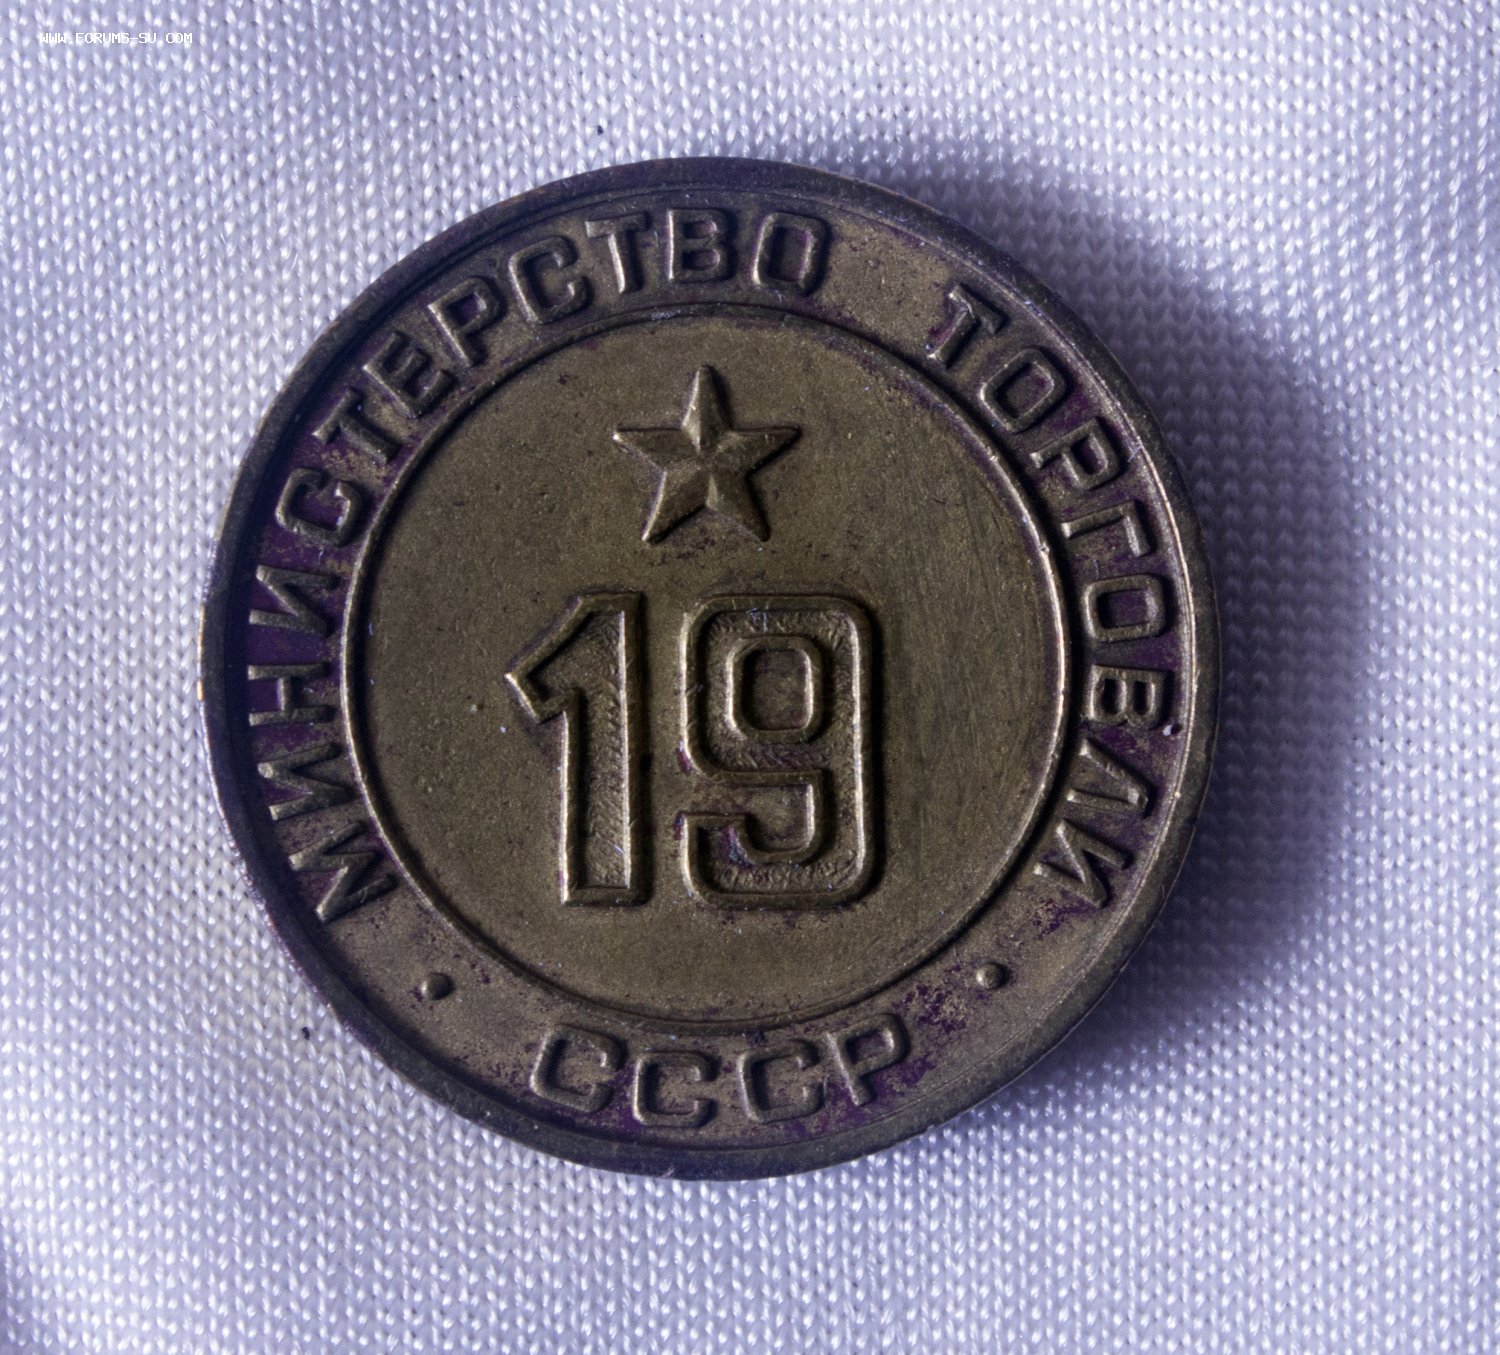 WWW.FORUMS-SU.COM
МИНИСТЕРСТВО ТОРГОВЛИ
19
• СССР •